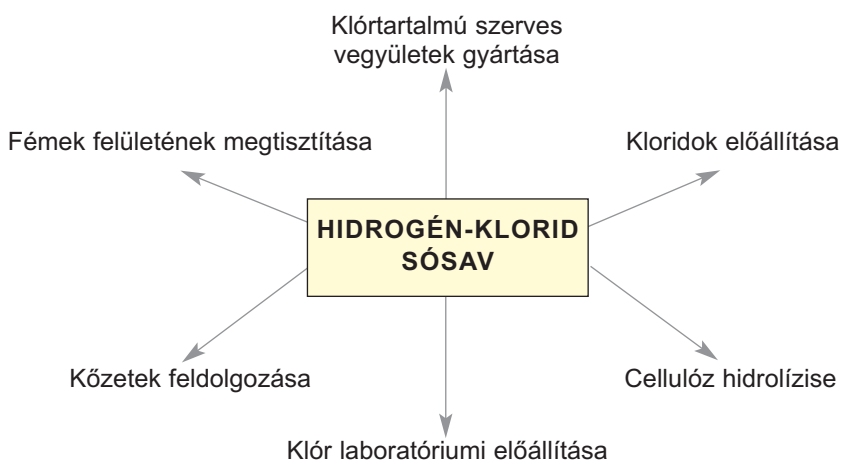 Klórtartalmú szerves
vegyületek gyártása
Fémek felületének megtisztítása
Kloridok előállítása
HIDROGÉN-KLORID
SÓSAV
Kőzetek feldolgozása
Cellulóz hidrolízise
Klór laboratóriumi előállítása